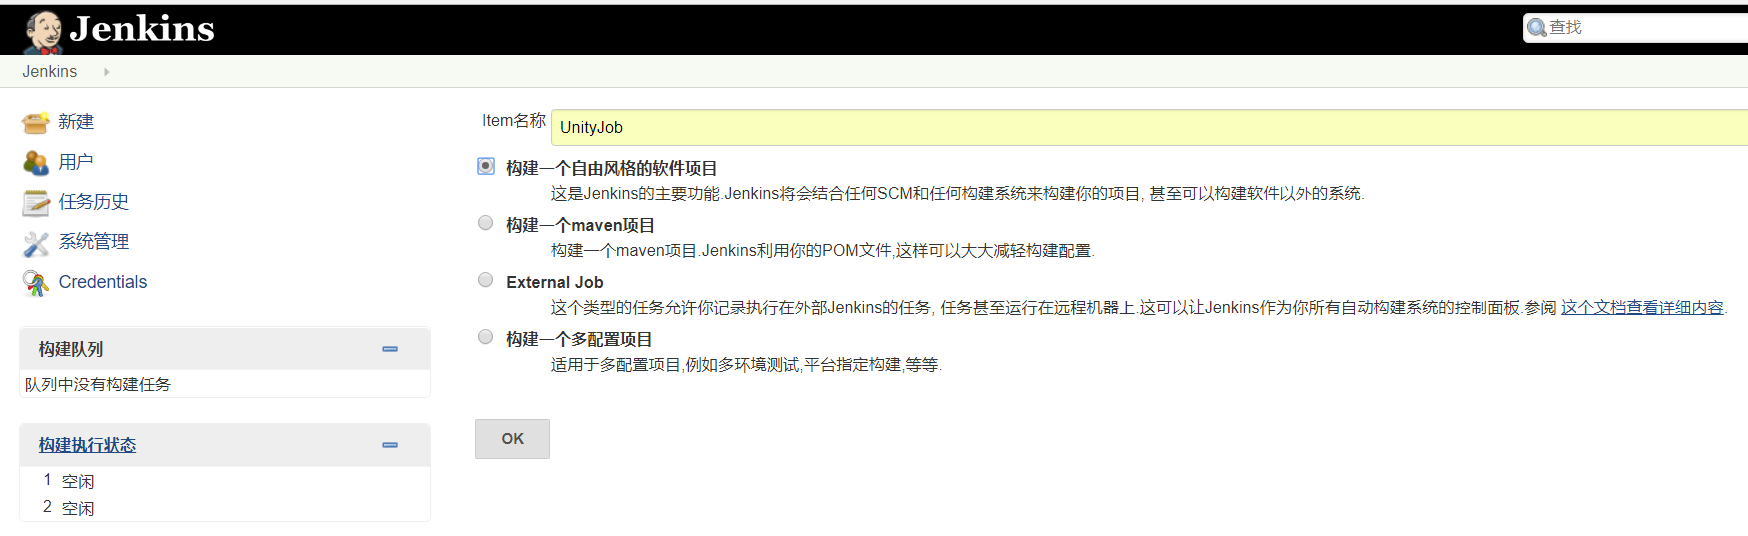 Jenkins
查找
Jenkins
新建
用户
任务历史
系统管理
Credentials
构建队列
队列中没有构建任务
构建执行状态
1 空闲
2 空闲
Item名称 UnityJob
构建一个自由风格的软件项目
这是Jenkins的主要功能.Jenkins将会结合任何SCM和任何构建系统来构建你的项目, 甚至可以构建软件以外的系统.
构建一个maven项目
构建一个maven项目.Jenkins利用你的POM文件,这样可以大大减轻构建配置.
External Job
这个类型的任务允许你记录执行在外部Jenkins的任务, 任务甚至运行在远程机器上.这可以让Jenkins作为你所有自动构建系统的控制面板.参阅 这个文档查看详细内容.
构建一个多配置项目
适用于多配置项目,例如多环境测试,平台指定构建,等等.
OK